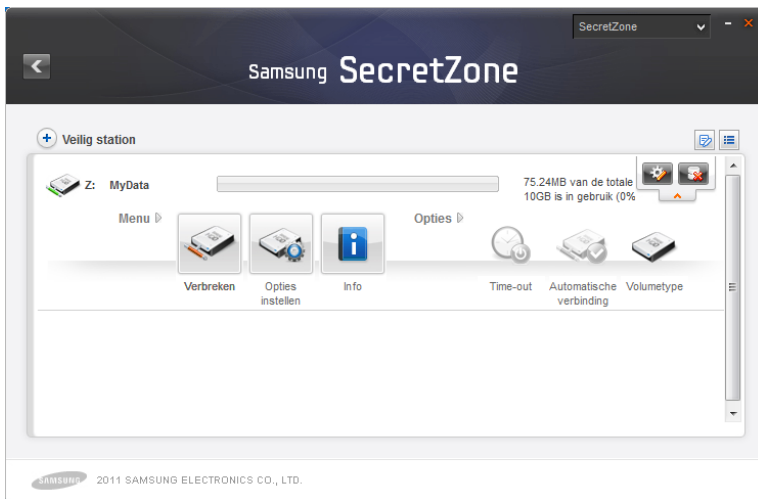 SecretZone
Samsung SecretZone
Veilig station
Z: MyData
75.24MB van de totale
10GB is in gebruik (0%
Menu
Opties
Verbreken
Opties
instellen
Info
Time-out
Automatische
verbinding
Volumetype
SAMSUNG 2011 SAMSUNG ELECTRONICS CO., LTD.